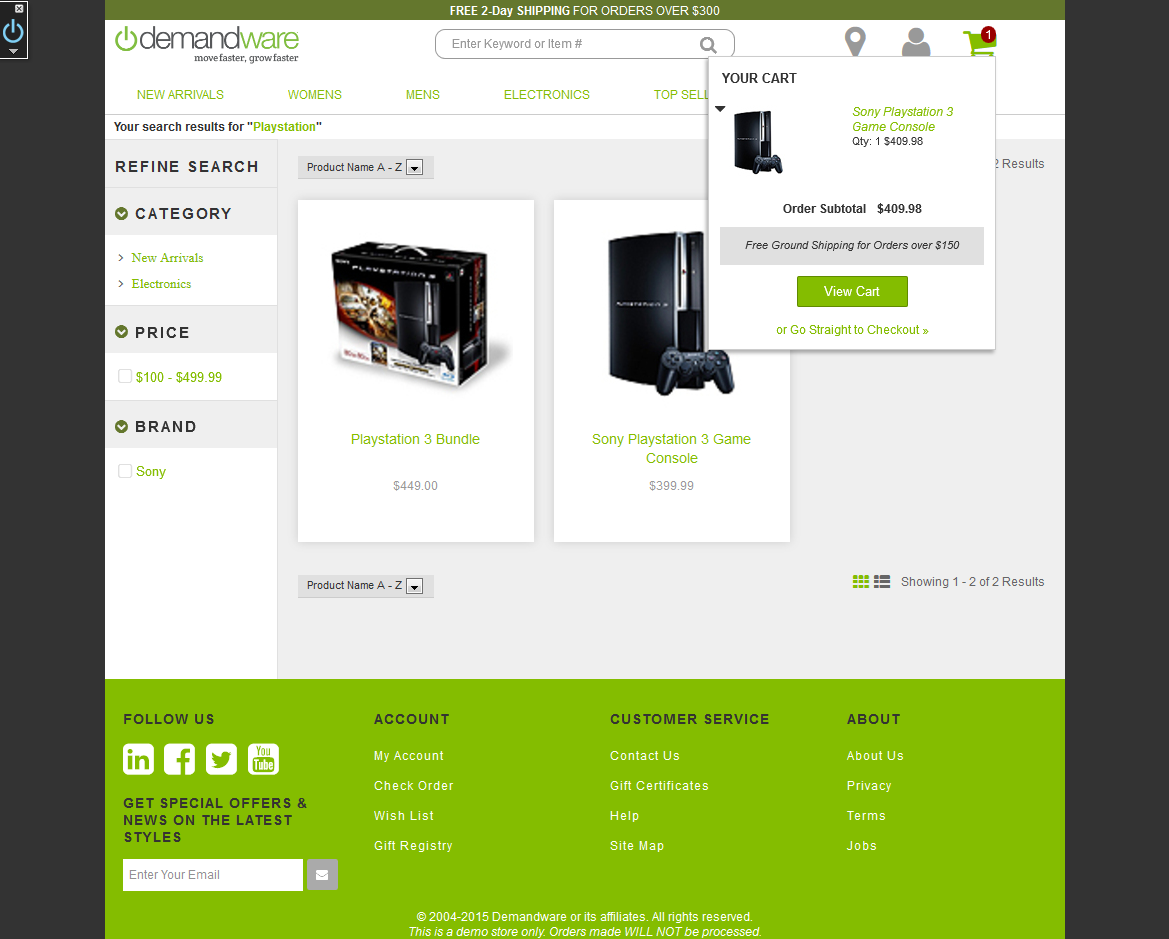 FREE 2-Day SHIPPING FOR ORDERS OVER $300
demandware
move faster, grow faster
Enter Keyword or Item #
1
NEW ARRIVALS
WOMENS
MENS
ELECTRONICS
TOP SELL
YOUR CART
Sony Playstation 3
Game Console
Qty: 1 $409.98
Order Subtotal $409.98
Free Ground Shipping for Orders over $150
View Cart
or Go Straight to Checkout »
Your search results for "Playstation"
REFINE SEARCH
CATEGORY
New Arrivals
Electronics
PRICE
$100 - $499.99
BRAND
Sony
Product Name A - Z
2 Results
PLAYSTATION 3
Playstation 3 Bundle
$449.00
PLAYSTATION 3
Sony Playstation 3 Game
Console
$399.99
Product Name A - Z
Showing 1 - 2 of 2 Results
FOLLOW US
in
You
Tube
GET SPECIAL OFFERS &
NEWS ON THE LATEST
STYLES
Enter Your Email
ACCOUNT
My Account
Check Order
Wish List
Gift Registry
CUSTOMER SERVICE
Contact Us
Gift Certificates
Help
Site Map
ABOUT
About Us
Privacy
Terms
Jobs
© 2004-2015 Demandware or its affiliates. All rights reserved.
This is a demo store only. Orders made WILL NOT be processed.